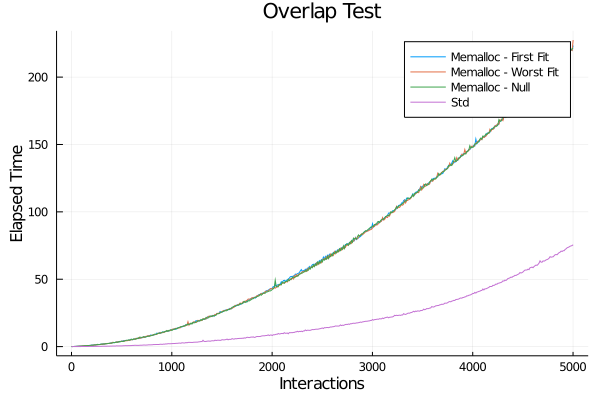 Overlap Test
Elapsed Time
200
150
100
50
0
Memalloc - First Fit
Memalloc - Worst Fit
Memalloc - Null
Std
0 1000 2000 3000 4000 5000
Interactions